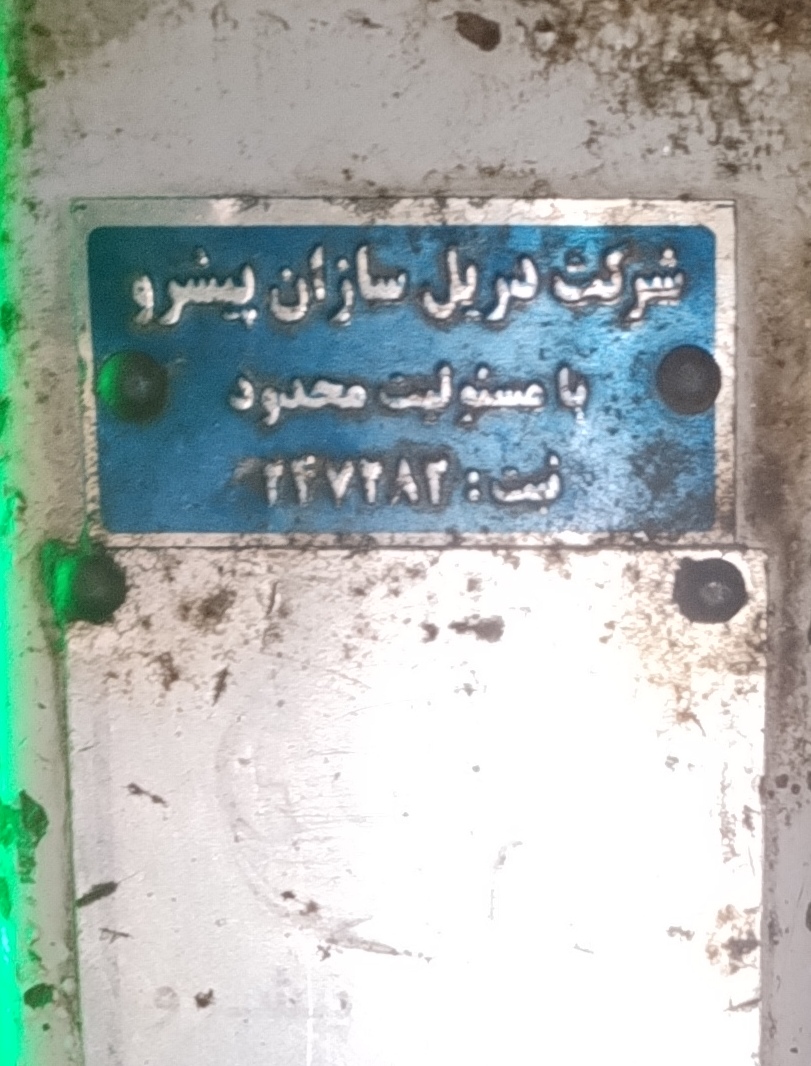 شرکت دریل سازان پیشرو
با مسئولیت محدود
ثبت : ۲۴۷۲۸۲